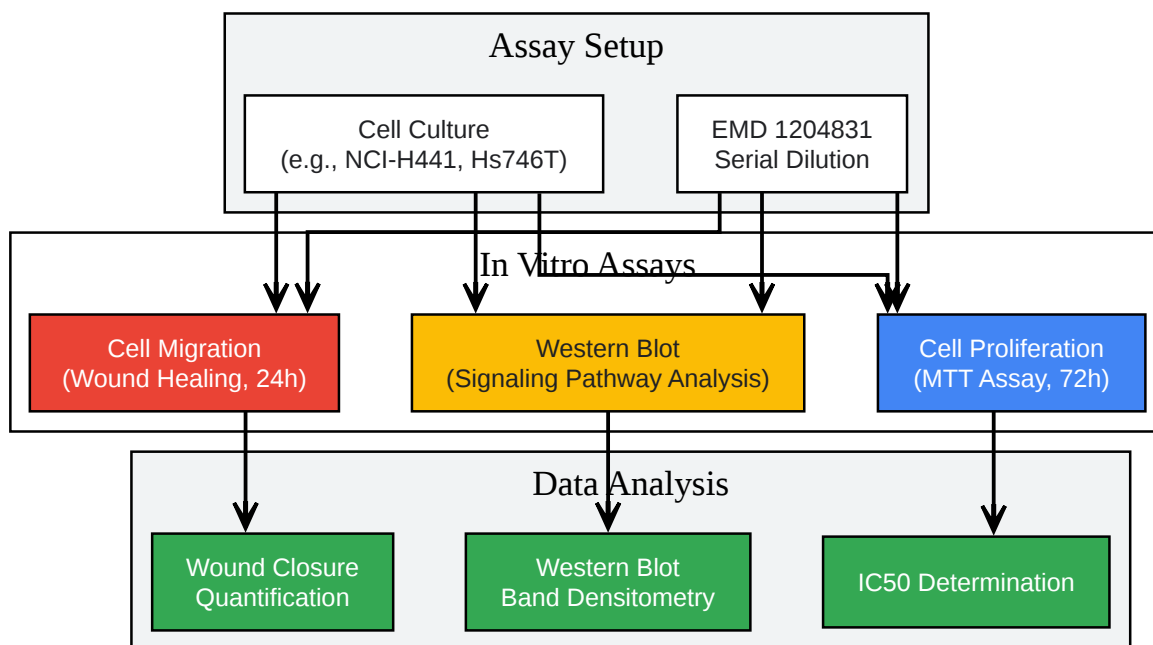 Assay Setup
Cell Culture
(e.g., NCI-H441, Hs746T)
EMD 1204831
Serial Dilution
In Vitro Assays
Cell Migration
(Wound Healing, 24h)
Western Blot
(Signaling Pathway Analysis)
Cell Proliferation
(MTT Assay, 72h)
Data Analysis
Wound Closure
Quantification
Western Blot
Band Densitometry
IC50 Determination